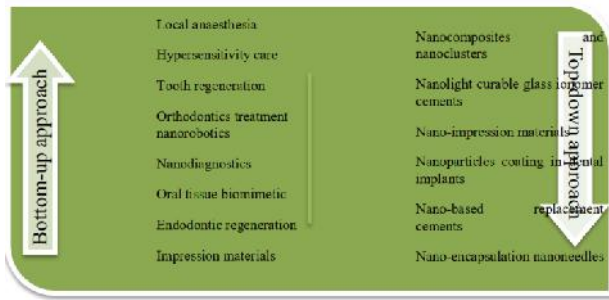 Bottom-up approach
Local anaesthesia
Hypersensitivity care
Tooth regeneration
Orthodontics treatment
nanorobotics
Nanodiagnostics
Oral tissue biomimetic
Endodontic regeneration
Impression materials
Nanocomposites and
nanoclusters
Nanolight curable glass ionomer
cements
Nano-impression materials
Nanoparticles coating in dental
implants
Nano-based replacement
cements
Nano-encapsulation nanoneedles
Top-down approach